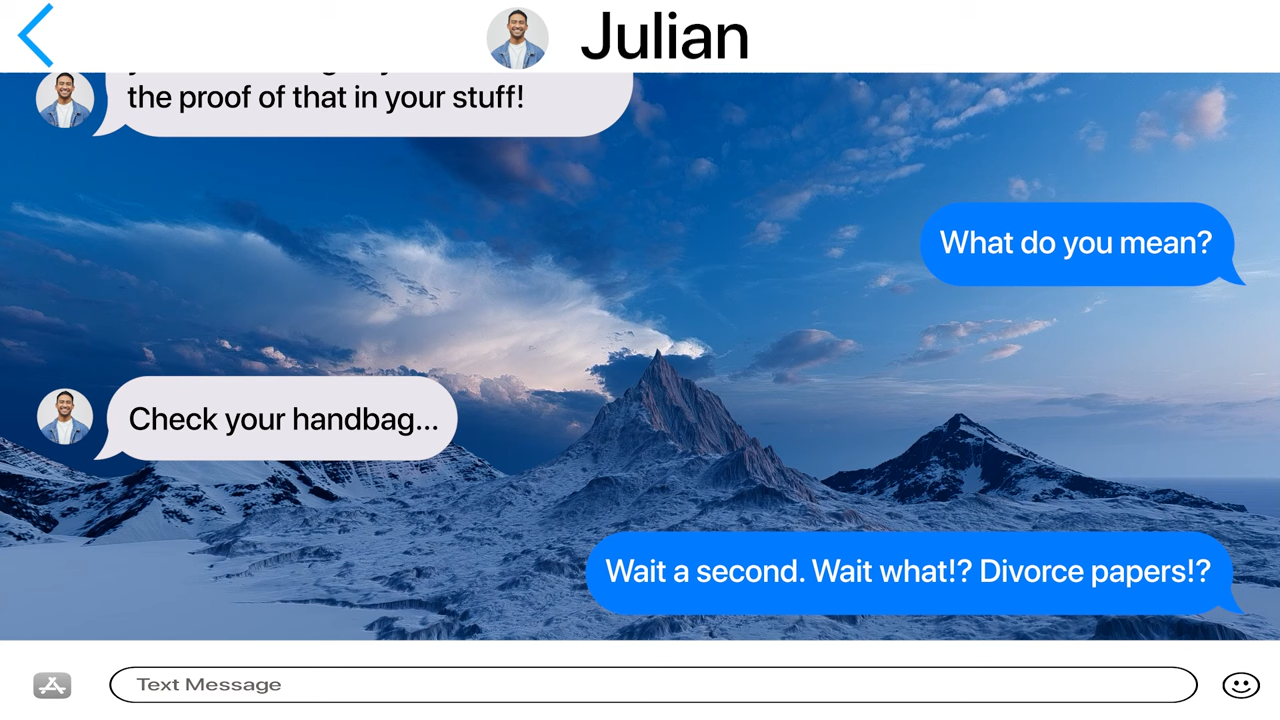 Julian
the proof of that in your stuff!
What do you mean?
Check your handbag...
Wait a second. Wait what!? Divorce papers!?
Text Message